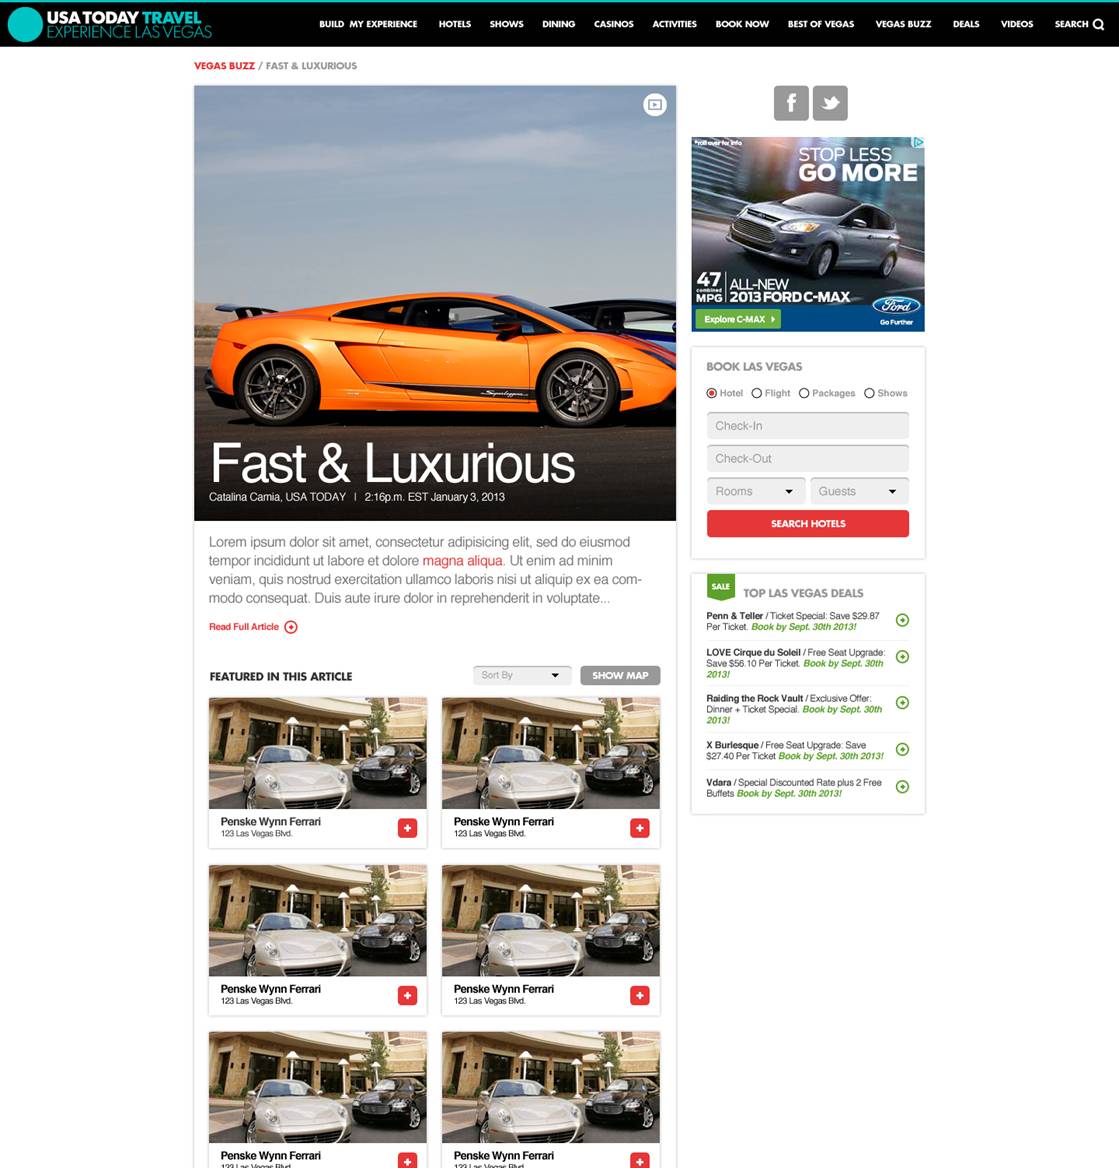 USA TODAY TRAVEL
EXPERIENCE LAS VEGAS
BUILD MY EXPERIENCE
HOTELS
SHOWS
DINING
CASINOS
ACTIVITIES
BOOK NOW
BEST OF VEGAS
VEGAS BUZZ
DEALS
VIDEOS
SEARCH
VEGAS BUZZ / FAST & LUXURIOUS
Fast & Luxurious
Catalina Camia, USA TODAY | 2:16p.m. EST January 3, 2013
Lorem ipsum dolor sit amet, consectetur adipisicing elit, sed do eiusmod
tempor incididunt ut labore et dolore magna aliqua. Ut enim ad minim
veniam, quis nostrud exercitation ullamco laboris nisi ut aliquip ex ea com-
modo consequat. Duis aute irure dolor in reprehenderit in voluptate...
Read Full Article
FEATURED IN THIS ARTICLE
Sort By
SHOW MAP
Penske Wynn Ferrari
123 Las Vegas Blvd.
Penske Wynn Ferrari
123 Las Vegas Blvd.
Penske Wynn Ferrari
123 Las Vegas Blvd.
Penske Wynn Ferrari
123 Las Vegas Blvd.
Penske Wynn Ferrari
123 Las Vegas Blvd.
Penske Wynn Ferrari
123 Las Vegas Blvd.
f
*roll over for info
STOP LESS
GO MORE
47
combined
MPG
ALL-NEW
2013 FORD C-MAX
Explore C-MAX
Ford
Go Further
BOOK LAS VEGAS
Hotel
Flight
Packages
Shows
Check-In
Check-Out
Rooms
Guests
SEARCH HOTELS
SALE
TOP LAS VEGAS DEALS
Penn & Teller / Ticket Special: Save $29.87
Per Ticket. Book by Sept. 30th 2013!
LOVE Cirque du Soleil / Free Seat Upgrade:
Save $56.10 Per Ticket. Book by Sept. 30th
2013!
Raiding the Rock Vault / Exclusive Offer:
Dinner + Ticket Special. Book by Sept. 30th
2013!
X Burlesque / Free Seat Upgrade: Save
$27.40 Per Ticket Book by Sept. 30th 2013!
Vdara / Special Discounted Rate plus 2 Free
Buffets Book by Sept. 30th 2013!